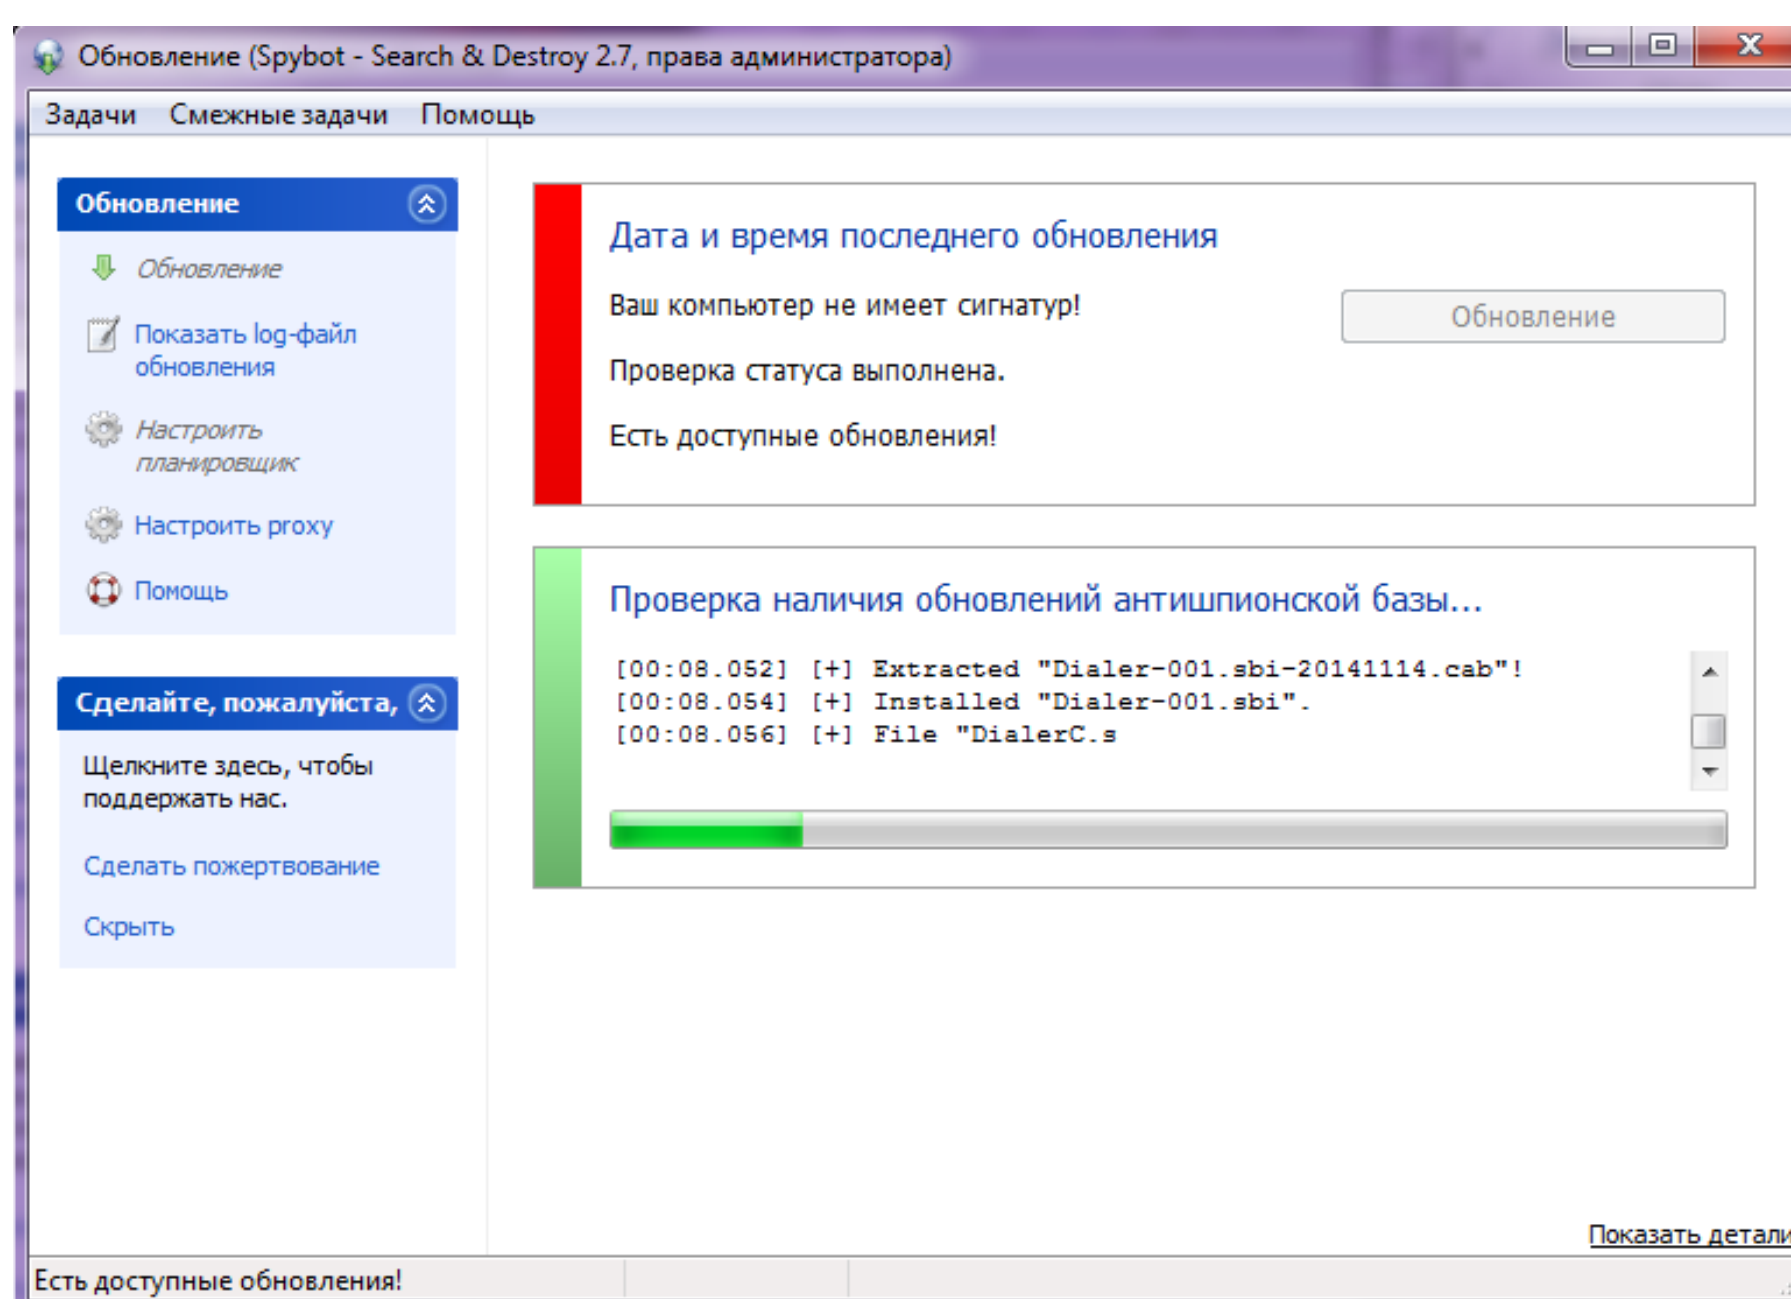 Обновление (Spybot - Search & Destroy 2.7, права администратора)
Задачи Смежные задачи Помощь
Обновление
Обновление
Показать log-файл
обновления
Настроить
планировщик
Настроить proxy
Помощь
Сделайте, пожалуйста,
Щелкните здесь, чтобы
поддержать нас.
Сделать пожертвование
Скрыть
Дата и время последнего обновления
Ваш компьютер не имеет сигнатур!
Обновление
Проверка статуса выполнена.
Есть доступные обновления!
Проверка наличия обновлений антишпионской базы...
[00:08.052] [+] Extracted "Dialer-001.sbi-20141114.cab"!
[00:08.054] [+] Installed "Dialer-001.sbi".
[00:08.056] [+] File "DialerC.s
Показать детали
Есть доступные обновления!